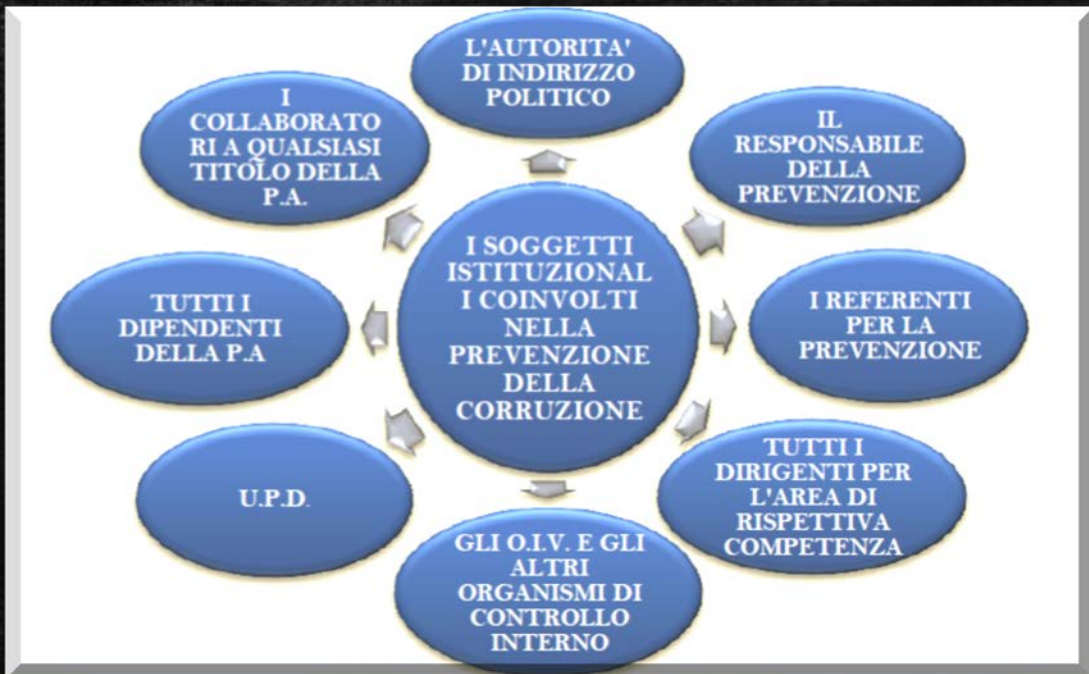 L'AUTORITA'
DI INDIRIZZO
POLITICO
IL
RESPONSABILE
DELLA
PREVENZIONE
I REFERENTI
PER LA
PREVENZIONE
TUTTI I
DIRIGENTI PER
L'AREA DI
RISPETTIVA
COMPETENZA
GLI O.I.V. E GLI
ALTRI
ORGANISMI DI
CONTROLLO
INTERNO
U.P.D.
TUTTI I
DIPENDENTI
DELLA P.A
I
COLLABORATO
RI A QUALSIASI
TITOLO DELLA
P.A.
I SOGGETTI
ISTITUZIONAL
I COINVOLTI
NELLA
PREVENZIONE
DELLA
CORRUZIONE